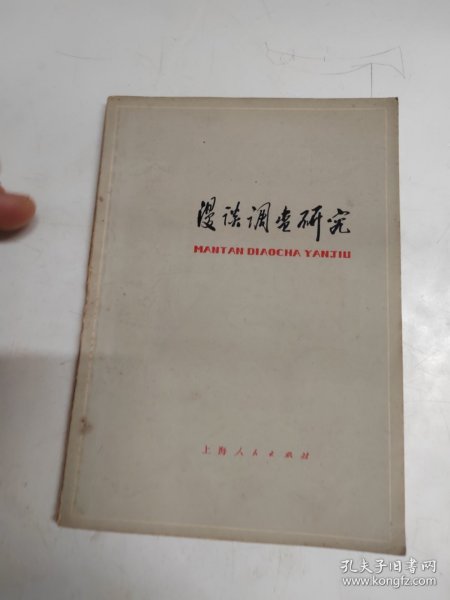 漫谈调查研究
MANTAN DIAOCHA YANJIU
上海人民出版社
孔夫子旧书网
www.kongfz.com